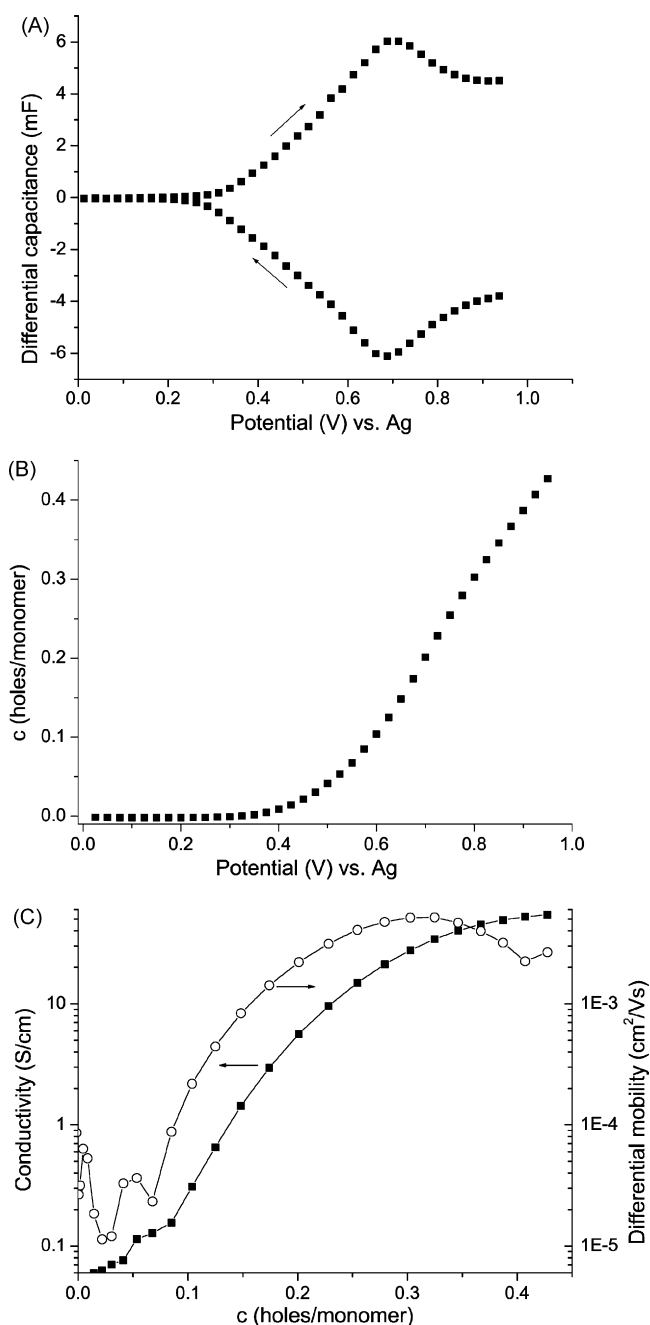 (A)
6
4
2
0
-2
-4
-6
Differential capacitance (mF)
0.0 0.2 0.4 0.6 0.8 1.0
Potential (V) vs. Ag
(B)
0.4
0.3
0.2
0.1
0.0
c (holes/monomer)
0.0 0.2 0.4 0.6 0.8 1.0
Potential (V) vs. Ag
(C)
10
1
0.1
Conductivity (S/cm)
1E-3
1E-4
1E-5
Differential mobility (cm²/Vs)
0.0 0.1 0.2 0.3 0.4
c (holes/monomer)